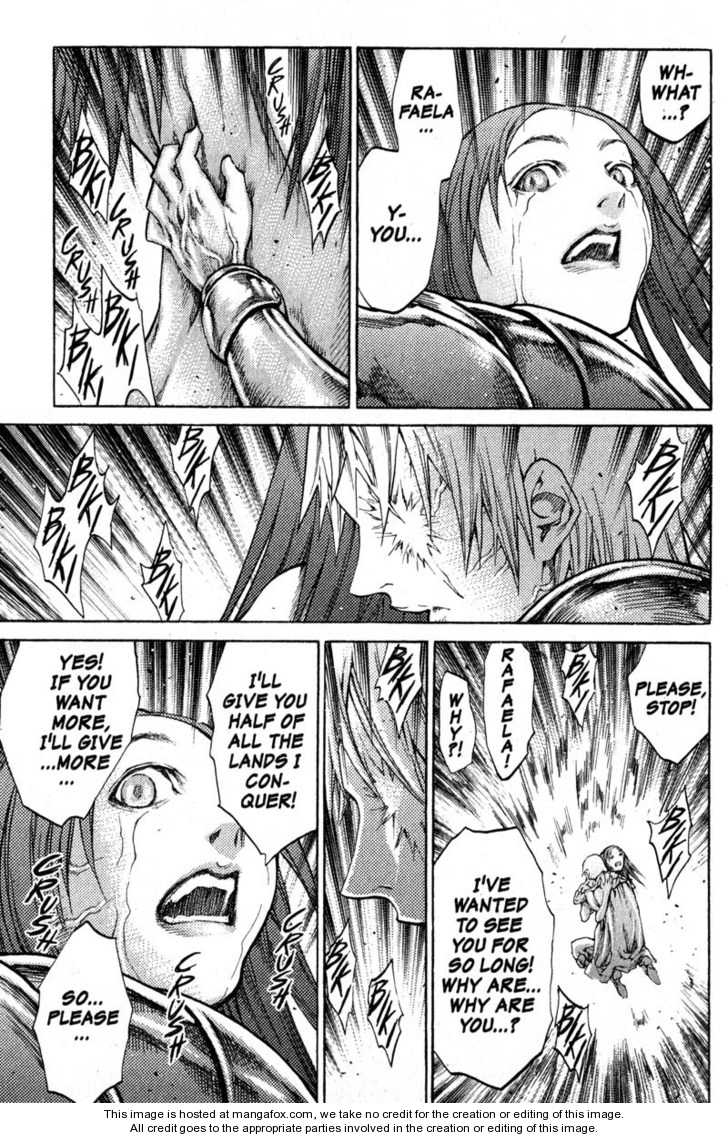 WH-
WHAT
...?
RA-
FAELA
...
Y-
YOU...
CRUSH
CRUSH
BIKI
BIKI
CRUSH
CRUSH
BIKI
BIKI
BIKI
BIKI
BIKI
BIKI
BIKI
BIKI
PLEASE,
STOP!
BIKI
RAFAELA!
WHY?!
BIKI
BIKI
I'VE
WANTED
TO SEE
YOU FOR
SO LONG!
WHY ARE...
WHY ARE
YOU...?
BIKI
BIKI
BIKI
I'LL
GIVE YOU
HALF OF
ALL THE
LANDS I
CON-
QUER!
YES!
IF YOU
WANT
MORE,
I'LL GIVE
...MORE
...
CRUSH
CRUSH
CRUSH
SO...
PLEASE
...
This image is hosted at mangafox.com, we take no credit for the creation or editing of this image.
All credit goes to the appropriate parties involved in the creation or editing of this image.